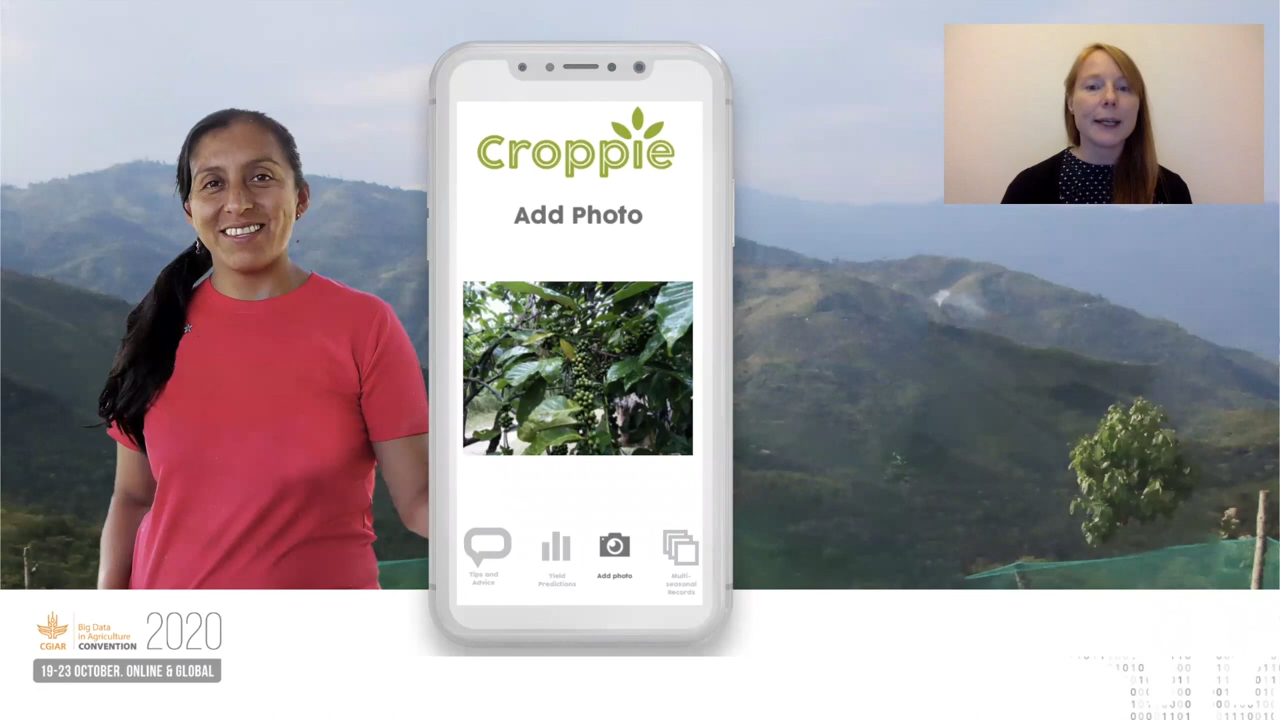 Croppie
Add Photo
Tips and
Advice
Yield
Predictions
Add photo
Multi-
seasonal
Records
CGIAR
Big Data
in Agriculture
CONVENTION
2020
19-23 OCTOBER. ONLINE & GLOBAL